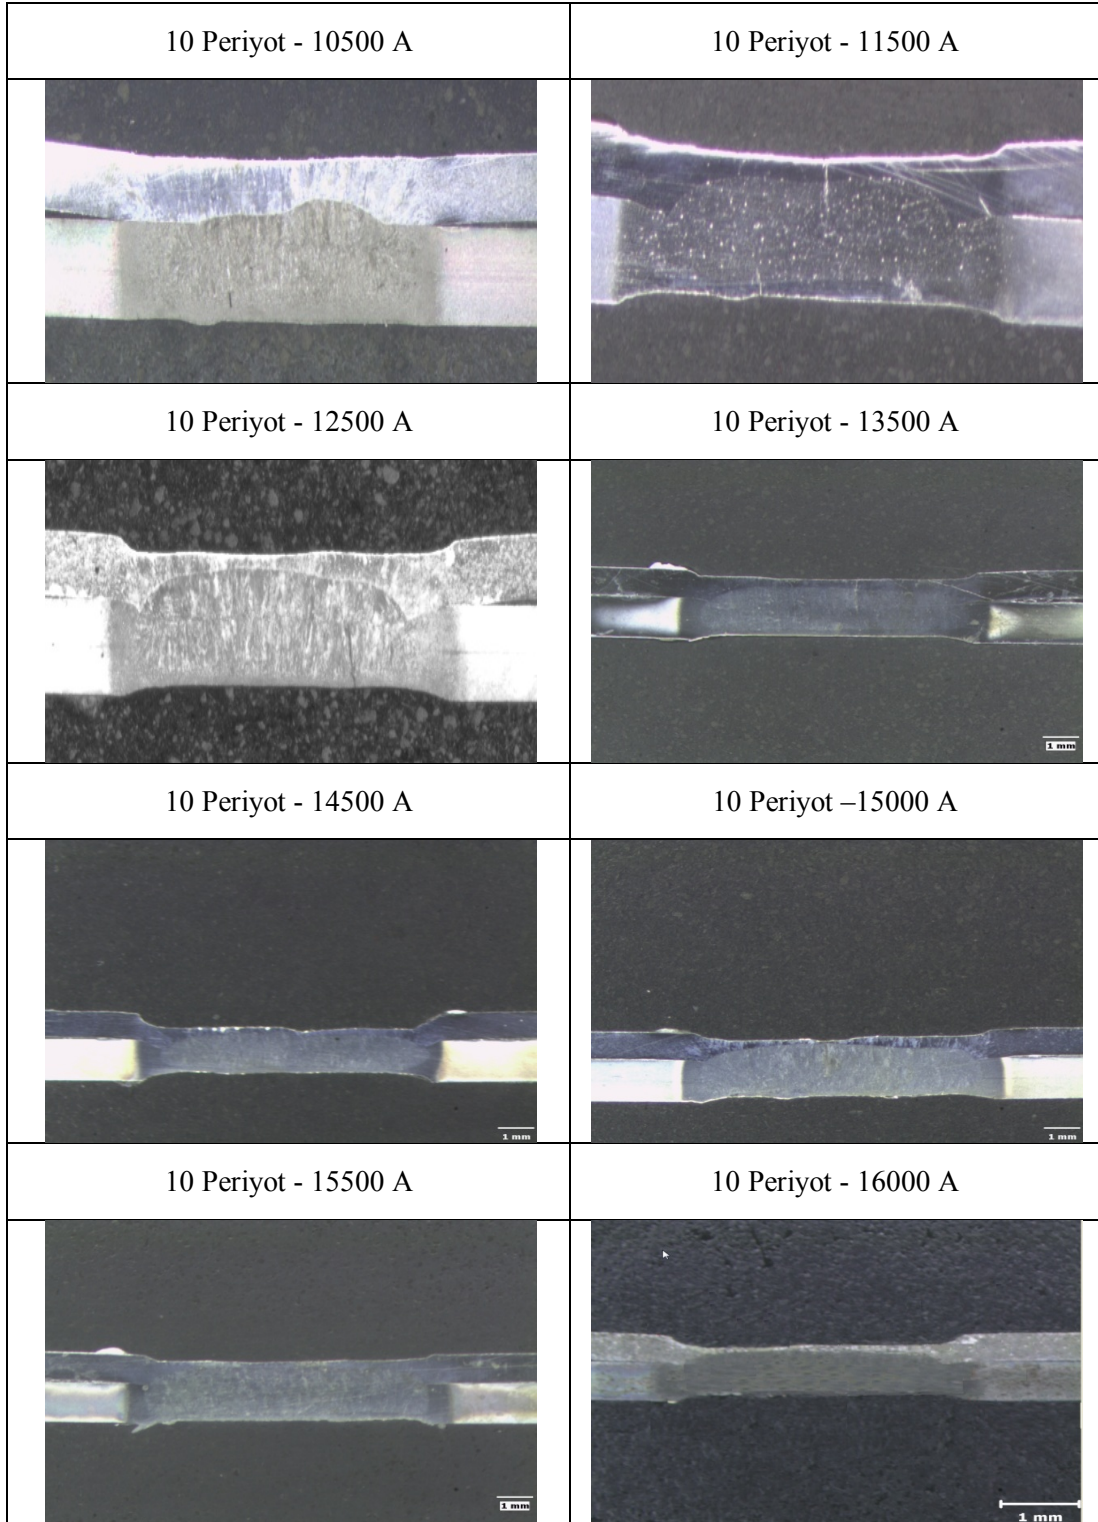 10 Periyot - 10500 A
10 Periyot - 11500 A
10 Periyot - 12500 A
10 Periyot - 13500 A
1 mm
10 Periyot - 14500 A
10 Periyot –15000 A
1 mm
1 mm
10 Periyot - 15500 A
10 Periyot - 16000 A
1 mm
1 mm